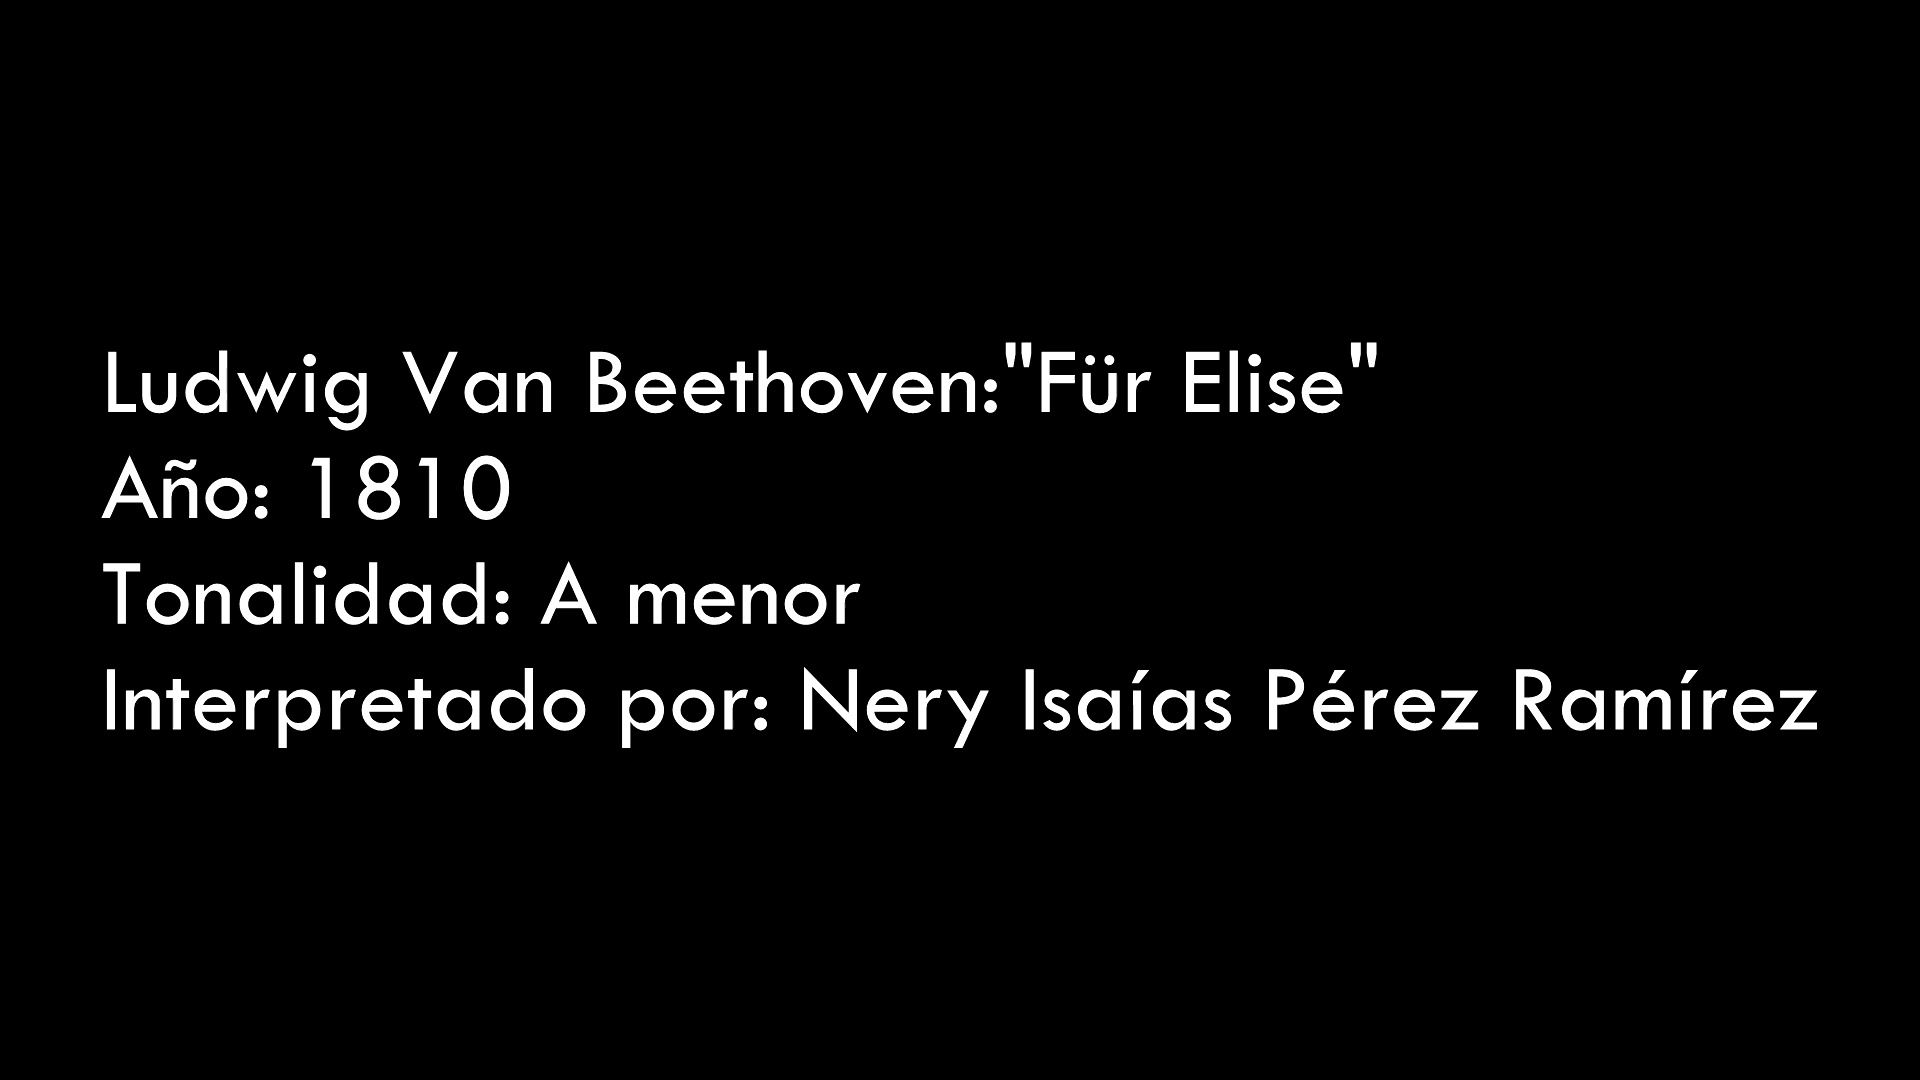 Ludwig Van Beethoven:"Für Elise"
Año: 1810
Tonalidad: A menor
Interpretado por: Nery Isaías Pérez Ramírez